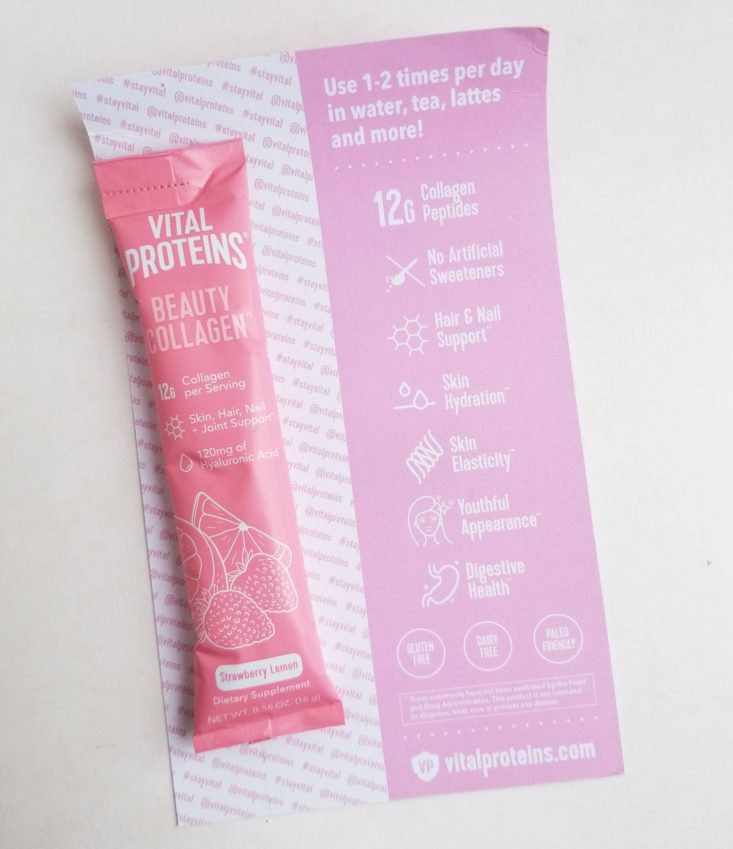 VITAL
PROTEINS®
BEAUTY
COLLAGEN™
12G Collagen
per Serving
Skin, Hair, Nail
+ Joint Support**
120mg of
Hyaluronic Acid
Strawberry Lemon
Dietary Supplement
NET WT. 0.56 OZ. (16 g)
#stayvital @vitalproteins
Use 1-2 times per day
in water, tea, lattes
and more!
12G Collagen
Peptides
No Artificial
Sweeteners
Hair & Nail
Support**
Skin
Hydration**
Skin
Elasticity**
Youthful
Appearance**
Digestive
Health**
GLUTEN
FREE
DAIRY
FREE
PALEO
FRIENDLY
These statements have not been evaluated by the Food
and Drug Administration. This product is not intended
to diagnose, treat, cure or prevent any disease.
VP vitalproteins.com